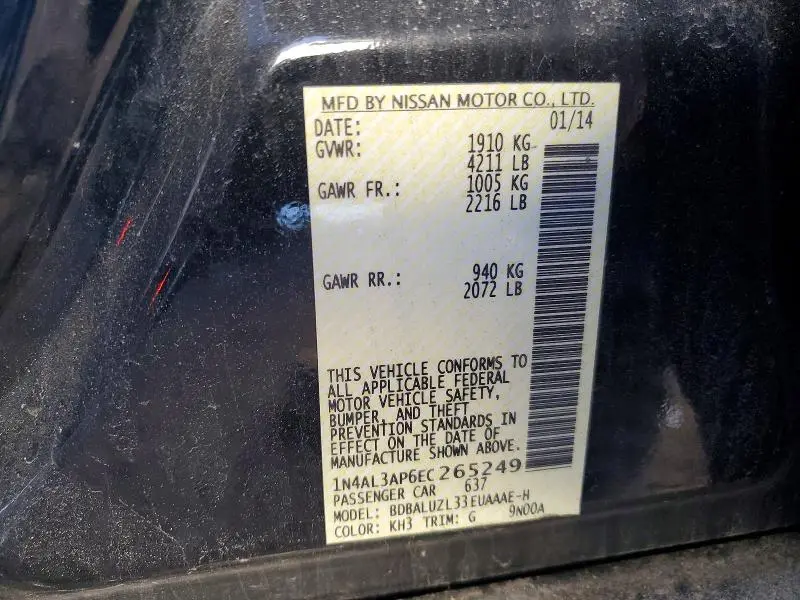 MFD BY NISSAN MOTOR CO., LTD.
DATE: 01/14
GVWR: 1910 KG
4211 LB
GAWR FR.: 1005 KG
2216 LB
GAWR RR.: 940 KG
2072 LB
THIS VEHICLE CONFORMS TO
ALL APPLICABLE FEDERAL
MOTOR VEHICLE SAFETY,
BUMPER, AND THEFT
PREVENTION STANDARDS IN
EFFECT ON THE DATE OF
MANUFACTURE SHOWN ABOVE.
1N4AL3AP6EC265249
PASSENGER CAR 637
MODEL: BDBALUZL33EUAAAE-H
COLOR: KH3 TRIM: G 9N00A